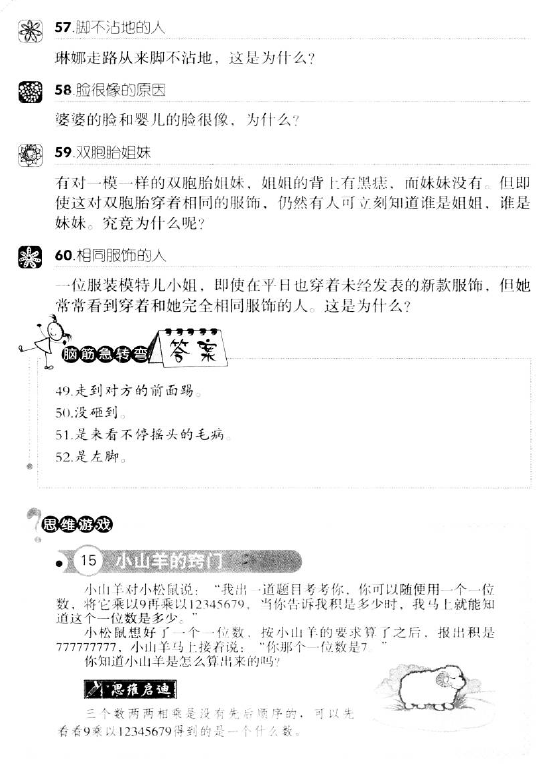 57.脚不沾地的人
琳娜走路从来脚不沾地，这是为什么？
58.脸很像的原因
婆婆的脸和婴儿的脸很像，为什么？
59.双胞胎姐妹
有对一模一样的双胞胎姐妹，姐姐的背上有黑痣，而妹妹没有。但即
使这对双胞胎穿着相同的服饰，仍然有人可立刻知道谁是姐姐，谁是
妹妹。究竟为什么呢？
60.相同服饰的人
一位服装模特儿小姐，即使在平日也穿着未经发表的新款服饰，但她
常常看到穿着和她完全相同服饰的人。这是为什么？
脑筋急转弯 答案
49.走到对方的前面踢。
50.没砸到。
51.是来看不停摇头的毛病。
52.是左脚。
思维游戏
15 小山羊的窍门
小山羊对小松鼠说：“我出一道题目考考你，你可以随便用一个一位
数，将它乘以9再乘以12345679，当你告诉我积是多少时，我马上就能知
道这个一位数是多少。”
小松鼠想好了一个一位数，按小山羊的要求算了之后，报出积是
777777777，小山羊马上接着说：“你那个一位数是7。”
你知道小山羊是怎么算出来的吗？
思维启迪
三个数两两相乘是没有先后顺序的，可以先
看看9乘以12345679得到的是一个什么数。